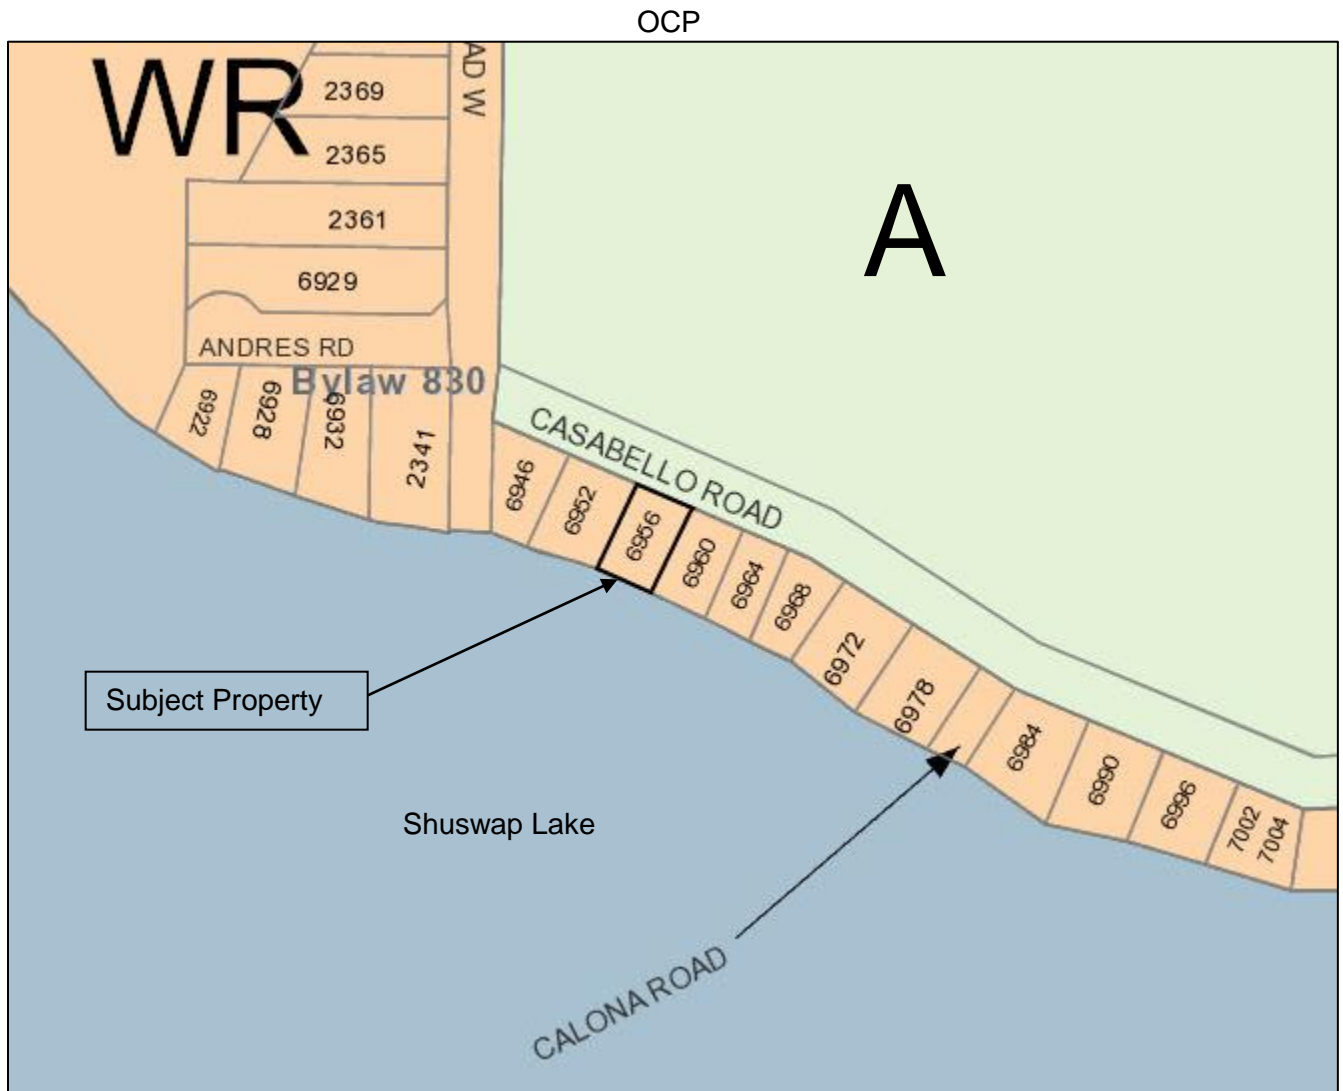 OCP
WR
AD W
2369
2365
2361
6929
A
ANDRES RD
Bylaw 830
6922
6928
6932
2341
CASABELLO ROAD
6946
6952
6956
6960
6964
6968
6972
6978
6984
6990
6996
7002
7004
Subject Property
Shuswap Lake
CALONA ROAD